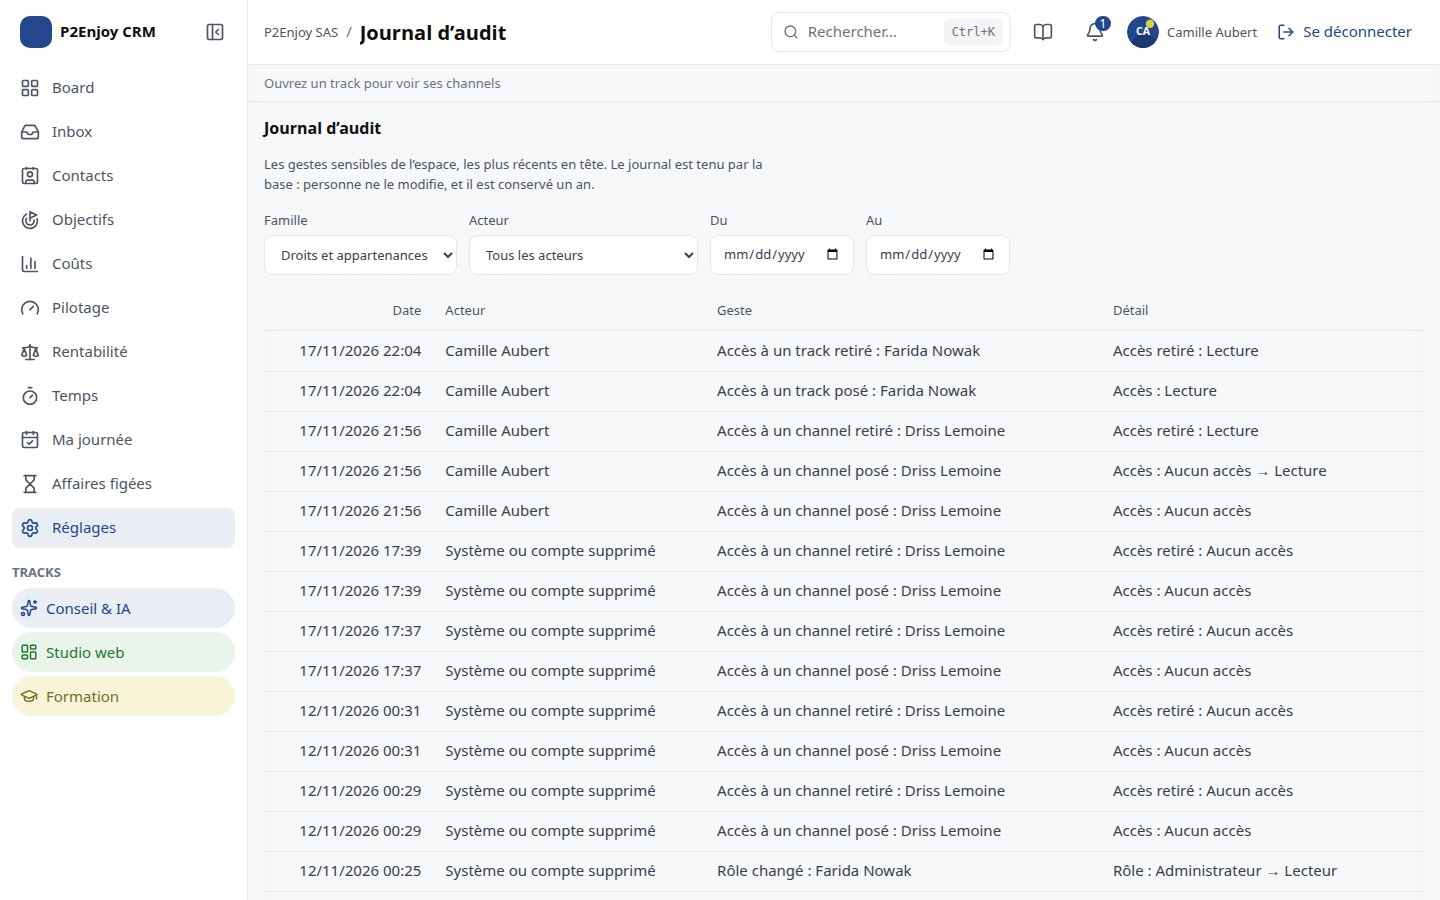 P2Enjoy CRM
Board
Inbox
Contacts
Objectifs
Coûts
Pilotage
Rentabilité
Temps
Ma journée
Affaires figées
Réglages
TRACKS
Conseil & IA
Studio web
Formation
P2Enjoy SAS / Journal d’audit
Rechercher... Ctrl+K
1
CA Camille Aubert
Se déconnecter
Ouvrez un track pour voir ses channels
Journal d’audit
Les gestes sensibles de l’espace, les plus récents en tête. Le journal est tenu par la
base : personne ne le modifie, et il est conservé un an.
Famille Acteur Du Au
Droits et appartenances Tous les acteurs mm/dd/yyyy mm/dd/yyyy
Date Acteur Geste Détail
17/11/2026 22:04 Camille Aubert Accès à un track retiré : Farida Nowak Accès retiré : Lecture
17/11/2026 22:04 Camille Aubert Accès à un track posé : Farida Nowak Accès : Lecture
17/11/2026 21:56 Camille Aubert Accès à un channel retiré : Driss Lemoine Accès retiré : Lecture
17/11/2026 21:56 Camille Aubert Accès à un channel posé : Driss Lemoine Accès : Aucun accès → Lecture
17/11/2026 21:56 Camille Aubert Accès à un channel posé : Driss Lemoine Accès : Aucun accès
17/11/2026 17:39 Système ou compte supprimé Accès à un channel retiré : Driss Lemoine Accès retiré : Aucun accès
17/11/2026 17:39 Système ou compte supprimé Accès à un channel posé : Driss Lemoine Accès : Aucun accès
17/11/2026 17:37 Système ou compte supprimé Accès à un channel retiré : Driss Lemoine Accès retiré : Aucun accès
17/11/2026 17:37 Système ou compte supprimé Accès à un channel posé : Driss Lemoine Accès : Aucun accès
12/11/2026 00:31 Système ou compte supprimé Accès à un channel retiré : Driss Lemoine Accès retiré : Aucun accès
12/11/2026 00:31 Système ou compte supprimé Accès à un channel posé : Driss Lemoine Accès : Aucun accès
12/11/2026 00:29 Système ou compte supprimé Accès à un channel retiré : Driss Lemoine Accès retiré : Aucun accès
12/11/2026 00:29 Système ou compte supprimé Accès à un channel posé : Driss Lemoine Accès : Aucun accès
12/11/2026 00:25 Système ou compte supprimé Rôle changé : Farida Nowak Rôle : Administrateur → Lecteur